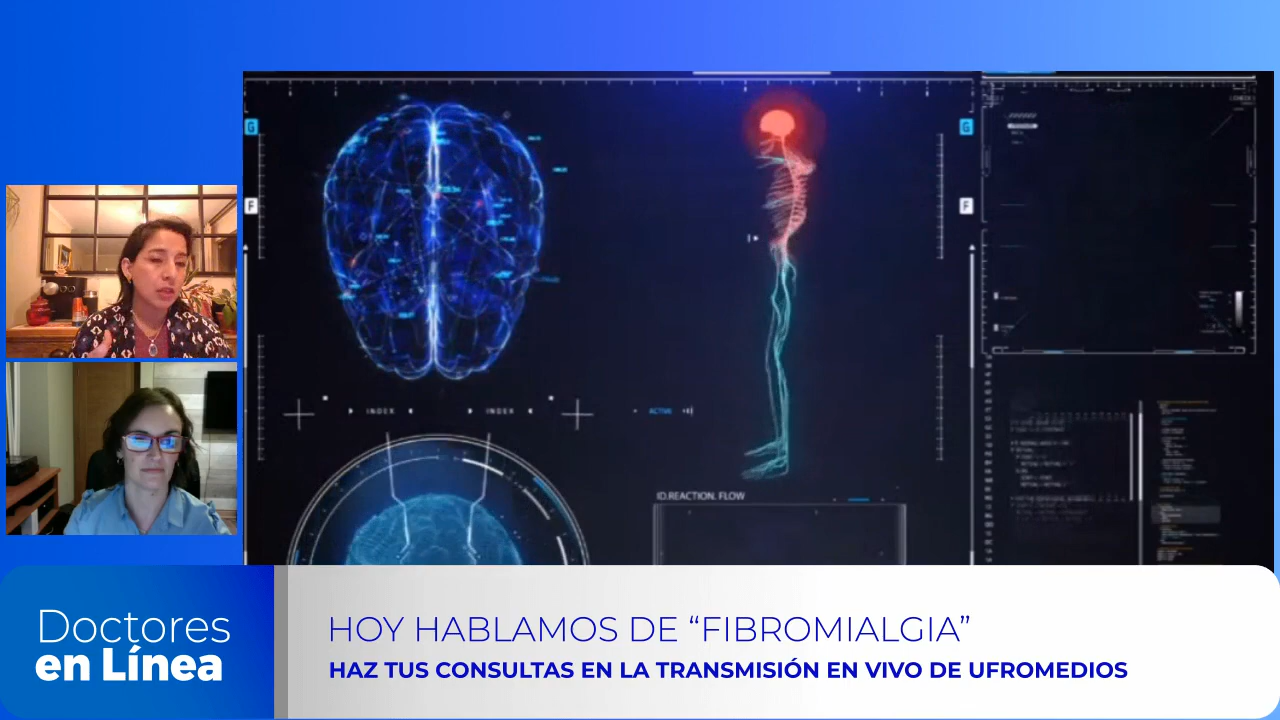 G
G
F
F
INDEX
INDEX
ACTIVE
ID.REACTION. FLOW
Doctores
en Línea
HOY HABLAMOS DE “FIBROMIALGIA”
HAZ TUS CONSULTAS EN LA TRANSMISIÓN EN VIVO DE UFROMEDIOS